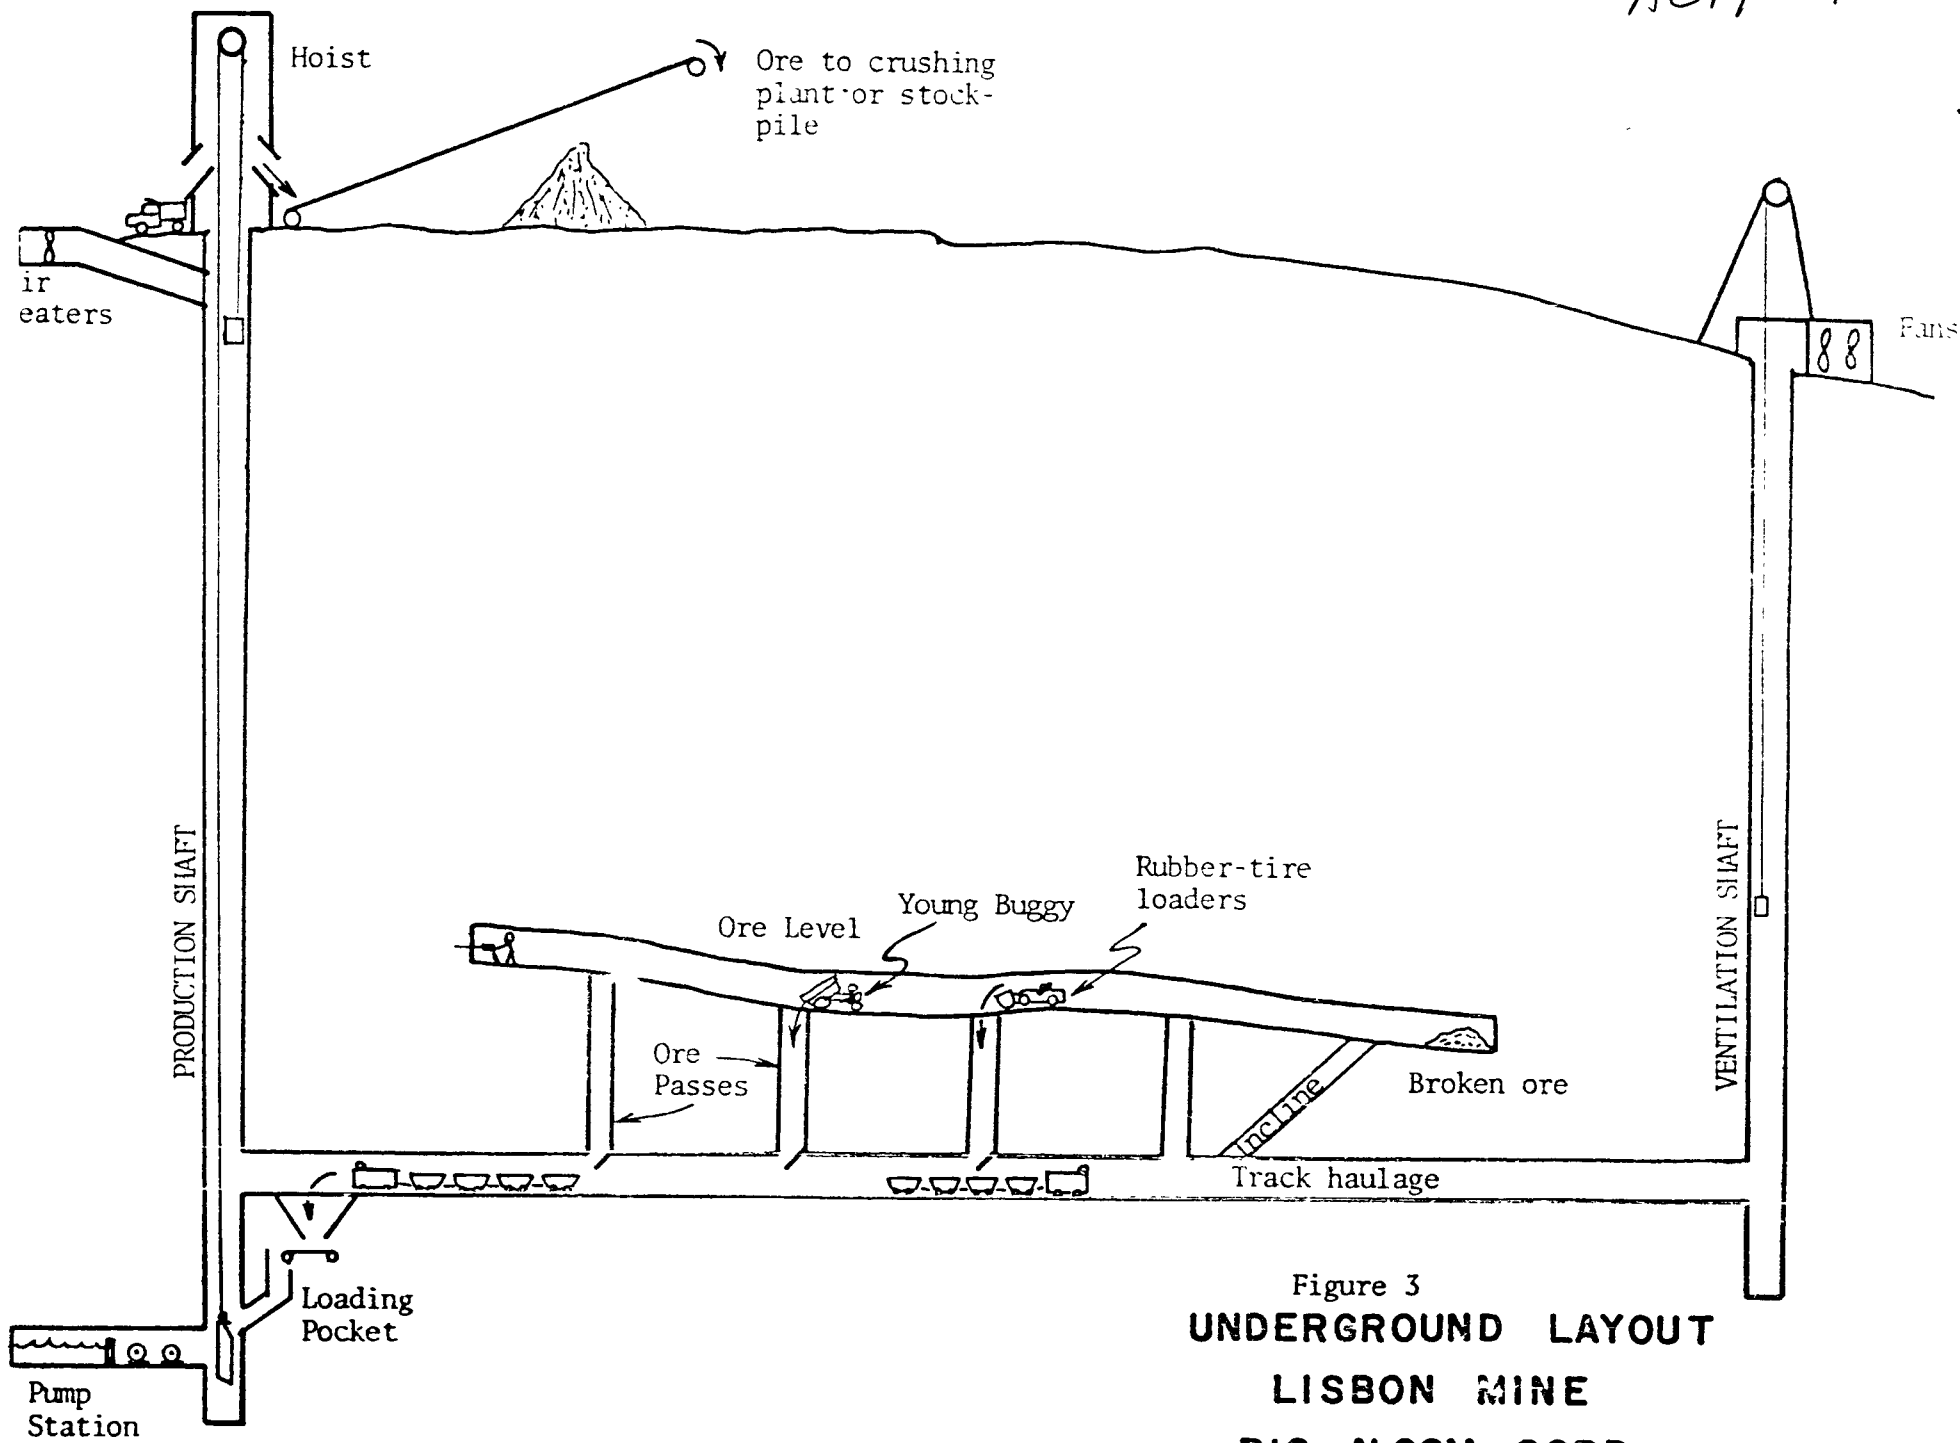 Hoist
Ore to crushing
plant or stock-
pile
ir
eaters
Fans
PRODUCTION SHAFT
VENTILATION SHAFT
Rubber-tire
loaders
Young Buggy
Ore Level
Ore
Passes
Broken ore
Incline
Track haulage
Loading
Pocket
Pump
Station
Figure 3
UNDERGROUND LAYOUT
LISBON MINE